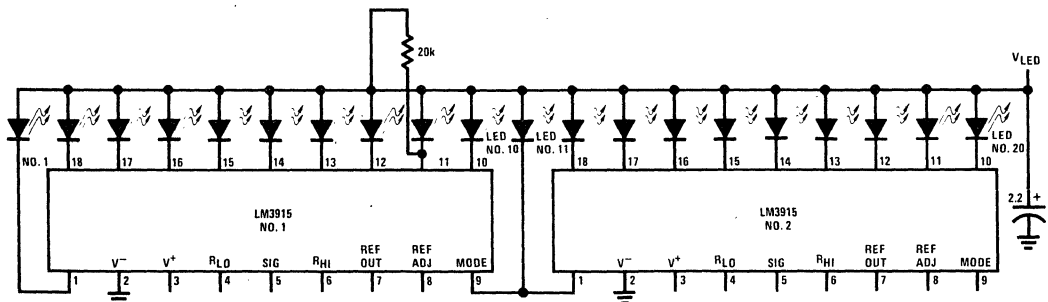 20k
V LED
LED LED LED
NO. 1 NO. 10 NO. 11 NO. 20
18 17 16 15 14 13 12 11 10 18 17 16 15 14 13 12 11 10
2.2 +
LM3915 LM3915
NO. 1 NO. 2
REF REF REF REF
V− V+ RLO SIG RHI OUT ADJ MODE V− V+ RLO SIG RHI OUT ADJ MODE
1 2 3 4 5 6 7 8 9 1 2 3 4 5 6 7 8 9